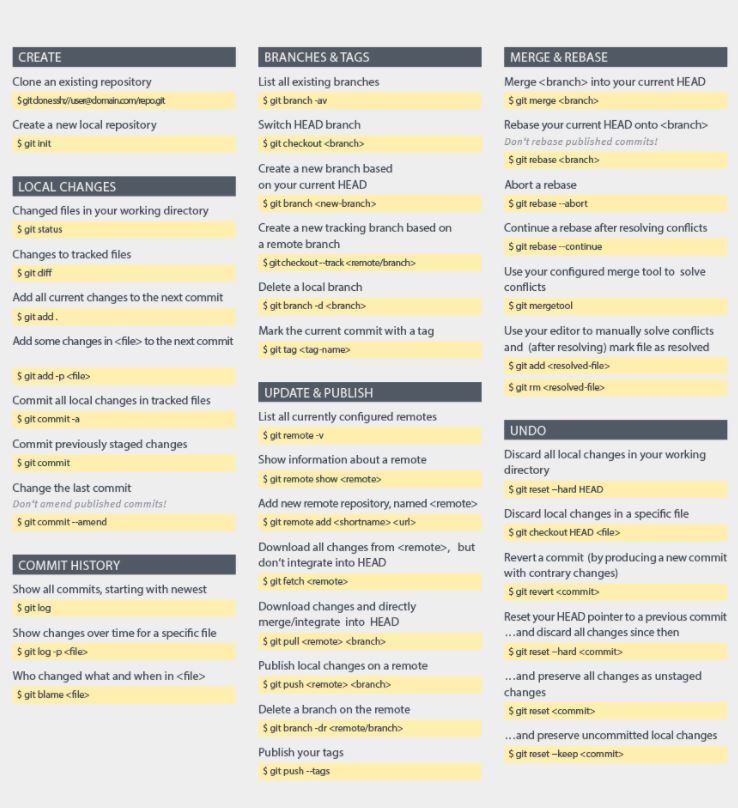 CREATE
Clone an existing repository
$ git clone ssh://user@domain.com/repo.git
Create a new local repository
$ git init
LOCAL CHANGES
Changed files in your working directory
$ git status
Changes to tracked files
$ git diff
Add all current changes to the next commit
$ git add .
Add some changes in <file> to the next commit
$ git add -p <file>
Commit all local changes in tracked files
$ git commit -a
Commit previously staged changes
$ git commit
Change the last commit
Don't amend published commits!
$ git commit --amend
COMMIT HISTORY
Show all commits, starting with newest
$ git log
Show changes over time for a specific file
$ git log -p <file>
Who changed what and when in <file>
$ git blame <file>
BRANCHES & TAGS
List all existing branches
$ git branch -av
Switch HEAD branch
$ git checkout <branch>
Create a new branch based
on your current HEAD
$ git branch <new-branch>
Create a new tracking branch based on
a remote branch
$ git checkout --track <remote/branch>
Delete a local branch
$ git branch -d <branch>
Mark the current commit with a tag
$ git tag <tag-name>
UPDATE & PUBLISH
List all currently configured remotes
$ git remote -v
Show information about a remote
$ git remote show <remote>
Add new remote repository, named <remote>
$ git remote add <shortname> <url>
Download all changes from <remote>, but
don't integrate into HEAD
$ git fetch <remote>
Download changes and directly
merge/integrate into HEAD
$ git pull <remote> <branch>
Publish local changes on a remote
$ git push <remote> <branch>
Delete a branch on the remote
$ git branch -dr <remote/branch>
Publish your tags
$ git push --tags
MERGE & REBASE
Merge <branch> into your current HEAD
$ git merge <branch>
Rebase your current HEAD onto <branch>
Don't rebase published commits!
$ git rebase <branch>
Abort a rebase
$ git rebase --abort
Continue a rebase after resolving conflicts
$ git rebase --continue
Use your configured merge tool to solve
conflicts
$ git mergetool
Use your editor to manually solve conflicts
and (after resolving) mark file as resolved
$ git add <resolved-file>
$ git rm <resolved-file>
UNDO
Discard all local changes in your working
directory
$ git reset --hard HEAD
Discard local changes in a specific file
$ git checkout HEAD <file>
Revert a commit (by producing a new commit
with contrary changes)
$ git revert <commit>
Reset your HEAD pointer to a previous commit
…and discard all changes since then
$ git reset --hard <commit>
…and preserve all changes as unstaged
changes
$ git reset <commit>
…and preserve uncommitted local changes
$ git reset --keep <commit>